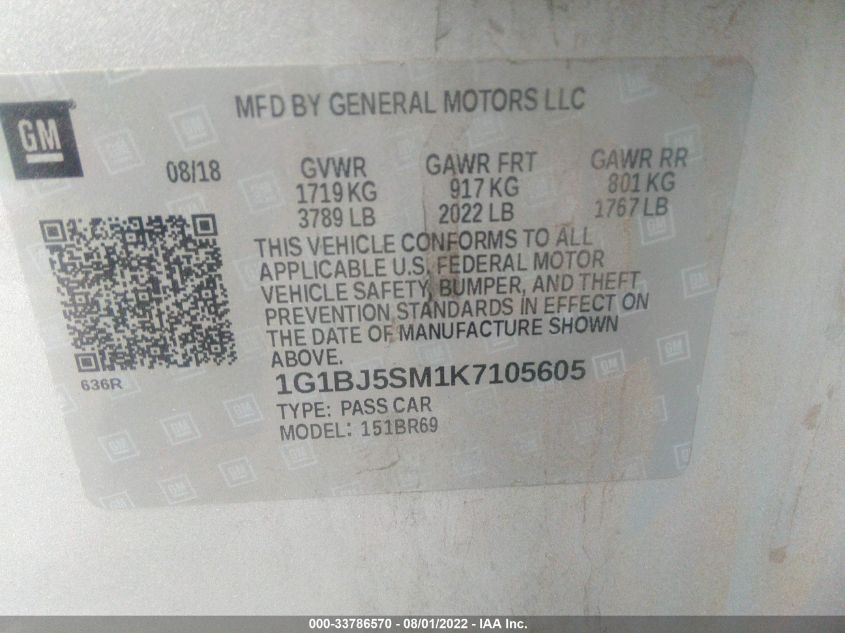 GM
MFD BY GENERAL MOTORS LLC
08/18 GVWR GAWR FRT GAWR RR
1719 KG 917 KG 801 KG
3789 LB 2022 LB 1767 LB
THIS VEHICLE CONFORMS TO ALL
APPLICABLE U.S. FEDERAL MOTOR
VEHICLE SAFETY, BUMPER, AND THEFT
PREVENTION STANDARDS IN EFFECT ON
THE DATE OF MANUFACTURE SHOWN
ABOVE.
636R
1G1BJ5SM1K7105605
TYPE: PASS CAR
MODEL: 151BR69
000-33786570 - 08/01/2022 - IAA Inc.